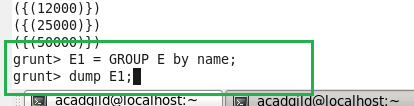 ({(12000)})
({(25000)})
({(50000)})
grunt> E1 = GROUP E by name;
grunt> dump E1;
acadgild@localhost:~
acadgild@localhost:~